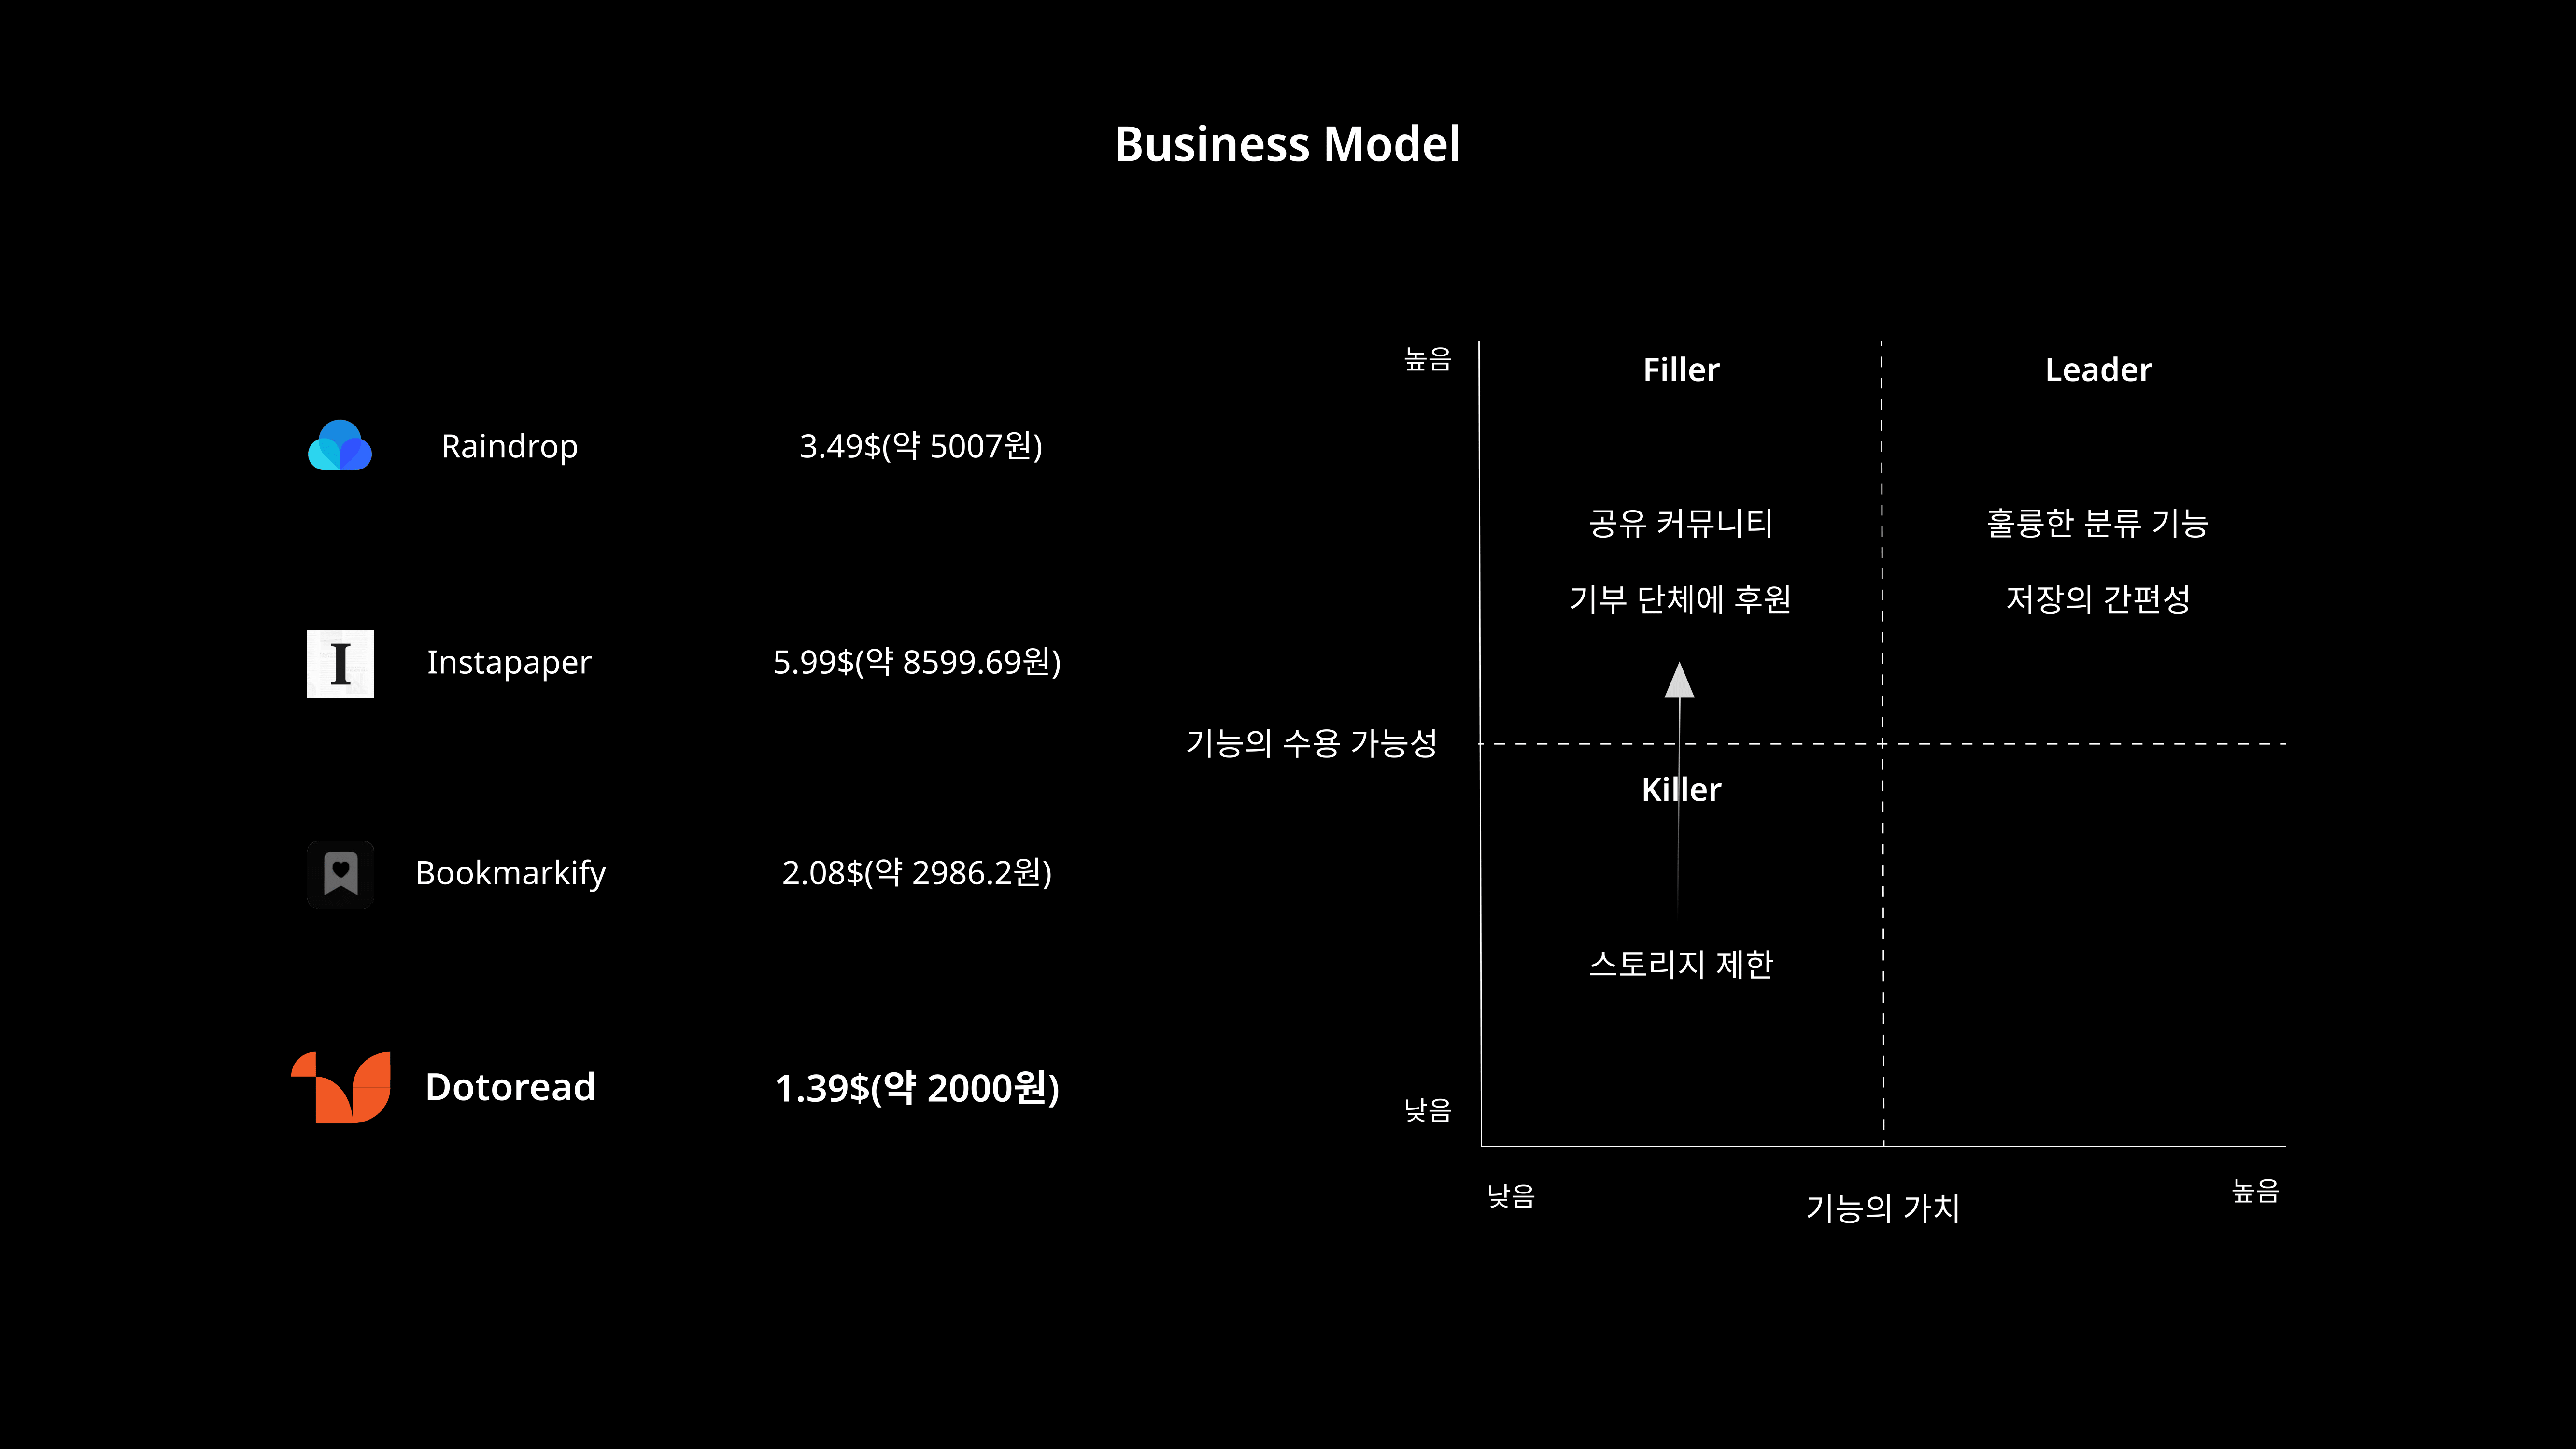 Business Model
Raindrop 3.49$(약 5007원)
I
Instapaper 5.99$(약 8599.69원)
Bookmarkify 2.08$(약 2986.2원)
Dotoread 1.39$(약 2000원)
높음
Filler
Leader
공유 커뮤니티
훌륭한 분류 기능
기부 단체에 후원
저장의 간편성
기능의 수용 가능성
Killer
스토리지 제한
낮음
낮음
기능의 가치
높음